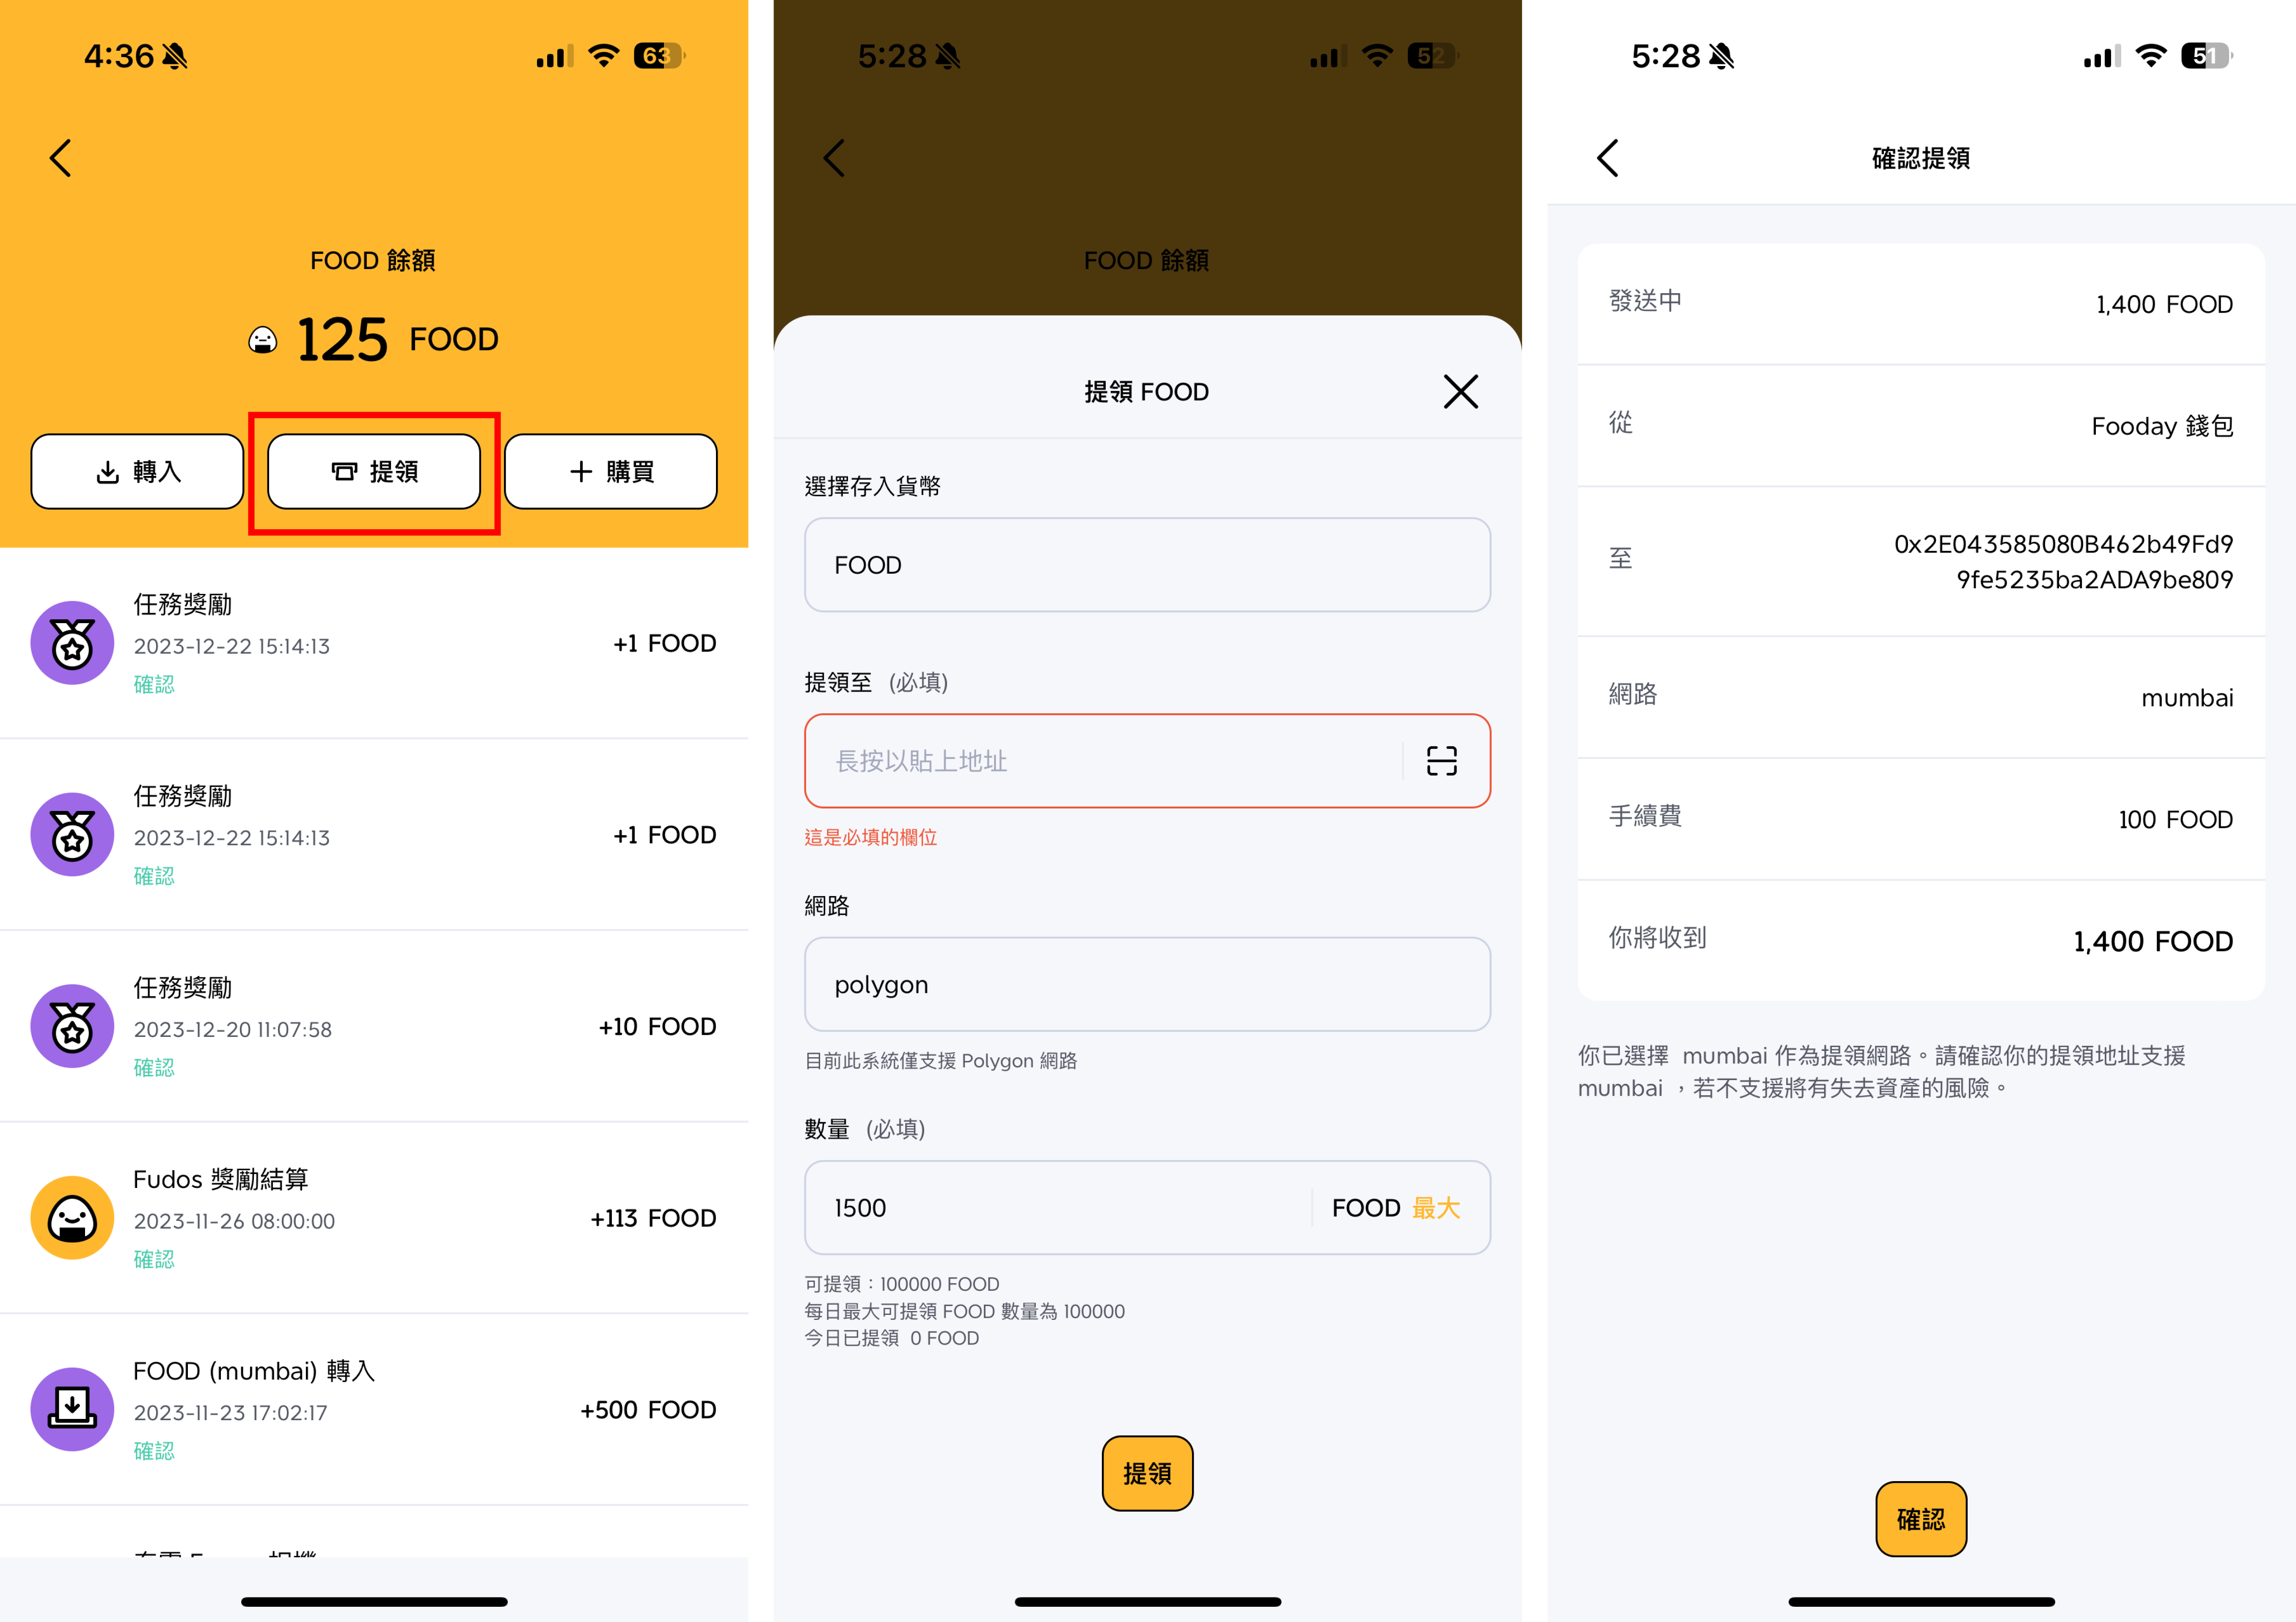 4:36
63
FOOD 餘額
125 FOOD
轉入
提領
購買
任務獎勵
2023-12-22 15:14:13
確認
+1 FOOD
任務獎勵
2023-12-22 15:14:13
確認
+1 FOOD
任務獎勵
2023-12-20 11:07:58
確認
+10 FOOD
Fudos 獎勵結算
2023-11-26 08:00:00
確認
+113 FOOD
FOOD (mumbai) 轉入
2023-11-23 17:02:17
確認
+500 FOOD
5:28
52
FOOD 餘額
提領 FOOD
選擇存入貨幣
FOOD
提領至 (必填)
長按以貼上地址
這是必填的欄位
網路
polygon
目前此系統僅支援 Polygon 網路
數量 (必填)
1500
FOOD 最大
可提領：100000 FOOD
每日最大可提領 FOOD 數量為 100000
今日已提領 0 FOOD
提領
5:28
51
確認提領
發送中
1,400 FOOD
從
Fooday 錢包
至
0x2E043585080B462b49Fd9
9fe5235ba2ADA9be809
網路
mumbai
手續費
100 FOOD
你將收到
1,400 FOOD
你已選擇 mumbai 作為提領網路。請確認你的提領地址支援
mumbai ，若不支援將有失去資產的風險。
確認